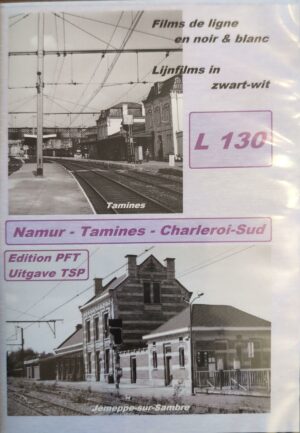 Films de ligne
en noir & blanc
Lijnfilms in
zwart-wit
L 130
Tamines
Namur - Tamines - Charleroi-Sud
Edition PFT
Uitgave TSP
Jemeppe-sur-Sambre